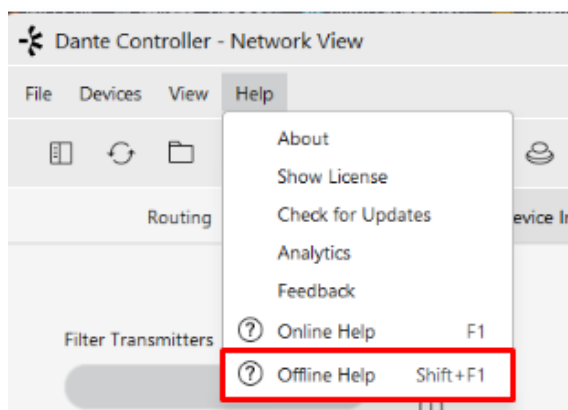 Dante Controller - Network View
File Devices View Help
About
Show License
Routing
Check for Updates
evice
Analytics
Feedback
Filter Transmitters
Online Help F1
Offline Help Shift+F1